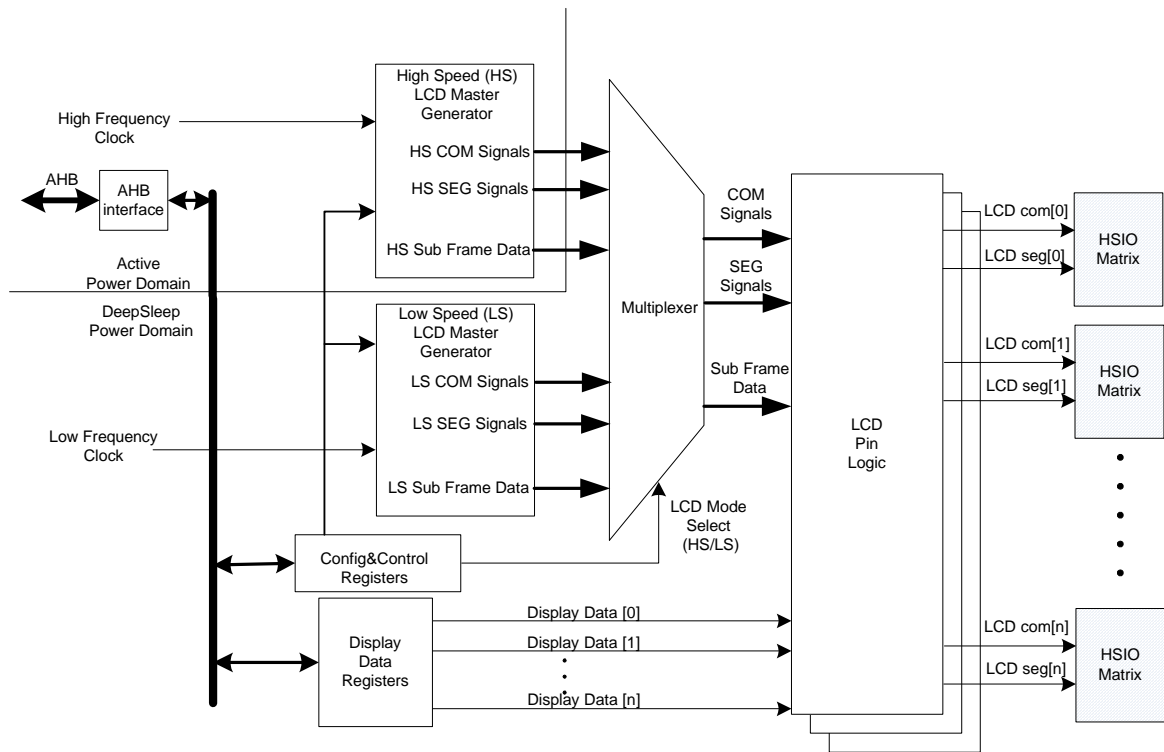 High Speed (HS)
LCD Master
Generator
High Frequency
Clock
HS COM Signals
HS SEG Signals
HS Sub Frame Data
AHB
AHB
interface
Active
Power Domain
DeepSleep
Power Domain
Low Speed (LS)
LCD Master
Generator
LS COM Signals
LS SEG Signals
LS Sub Frame Data
Low Frequency
Clock
Multiplexer
COM
Signals
SEG
Signals
Sub Frame
Data
LCD Mode
Select
(HS/LS)
Config&Control
Registers
Display
Data
Registers
Display Data [0]
Display Data [1]
Display Data [n]
LCD
Pin
Logic
LCD com[0]
LCD seg[0]
HSIO
Matrix
LCD com[1]
LCD seg[1]
HSIO
Matrix
LCD com[n]
LCD seg[n]
HSIO
Matrix